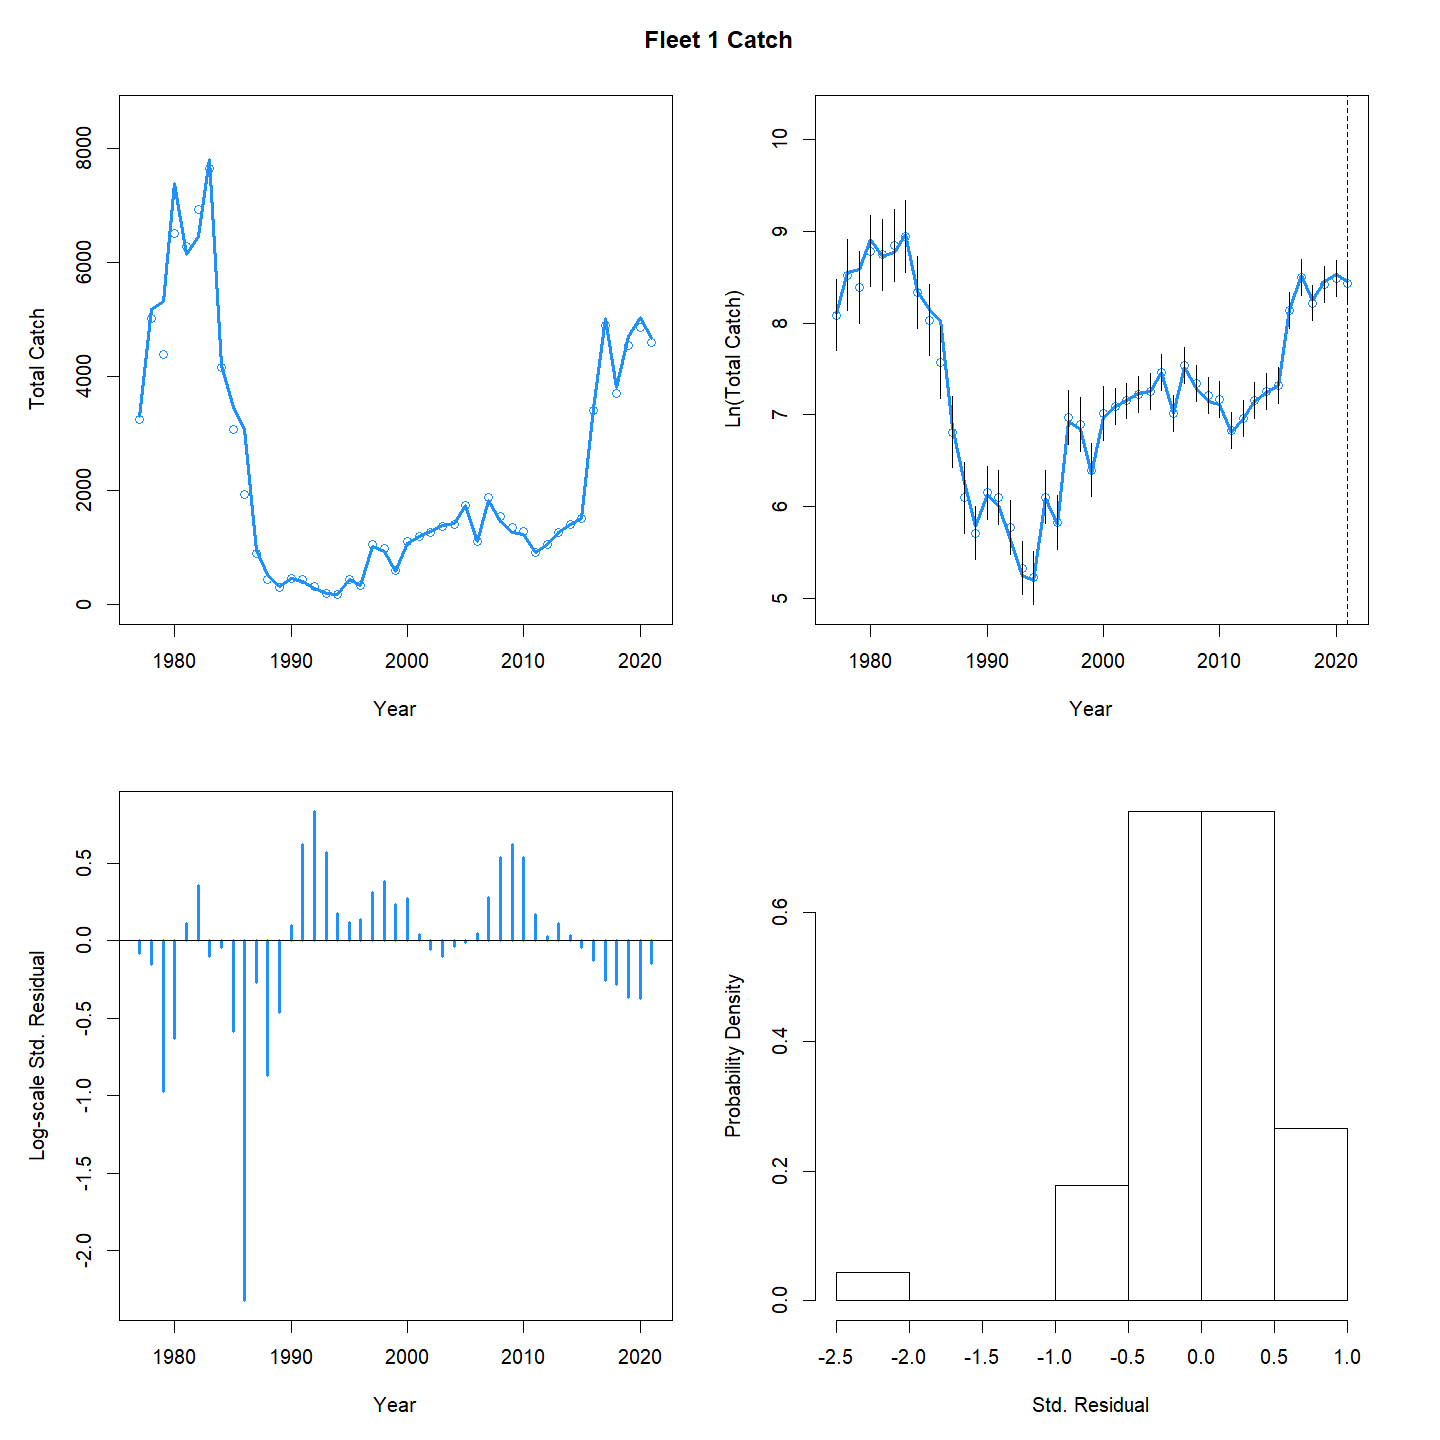 Fleet 1 Catch
Total Catch
0 2000 4000 6000 8000
1980 1990 2000 2010 2020
Year
Ln(Total Catch)
5 6 7 8 9 10
1980 1990 2000 2010 2020
Year
Log-scale Std. Residual
-2.0 -1.5 -1.0 -0.5 0.0 0.5
1980 1990 2000 2010 2020
Year
Probability Density
0.0 0.2 0.4 0.6
-2.5 -2.0 -1.5 -1.0 -0.5 0.0 0.5 1.0
Std. Residual